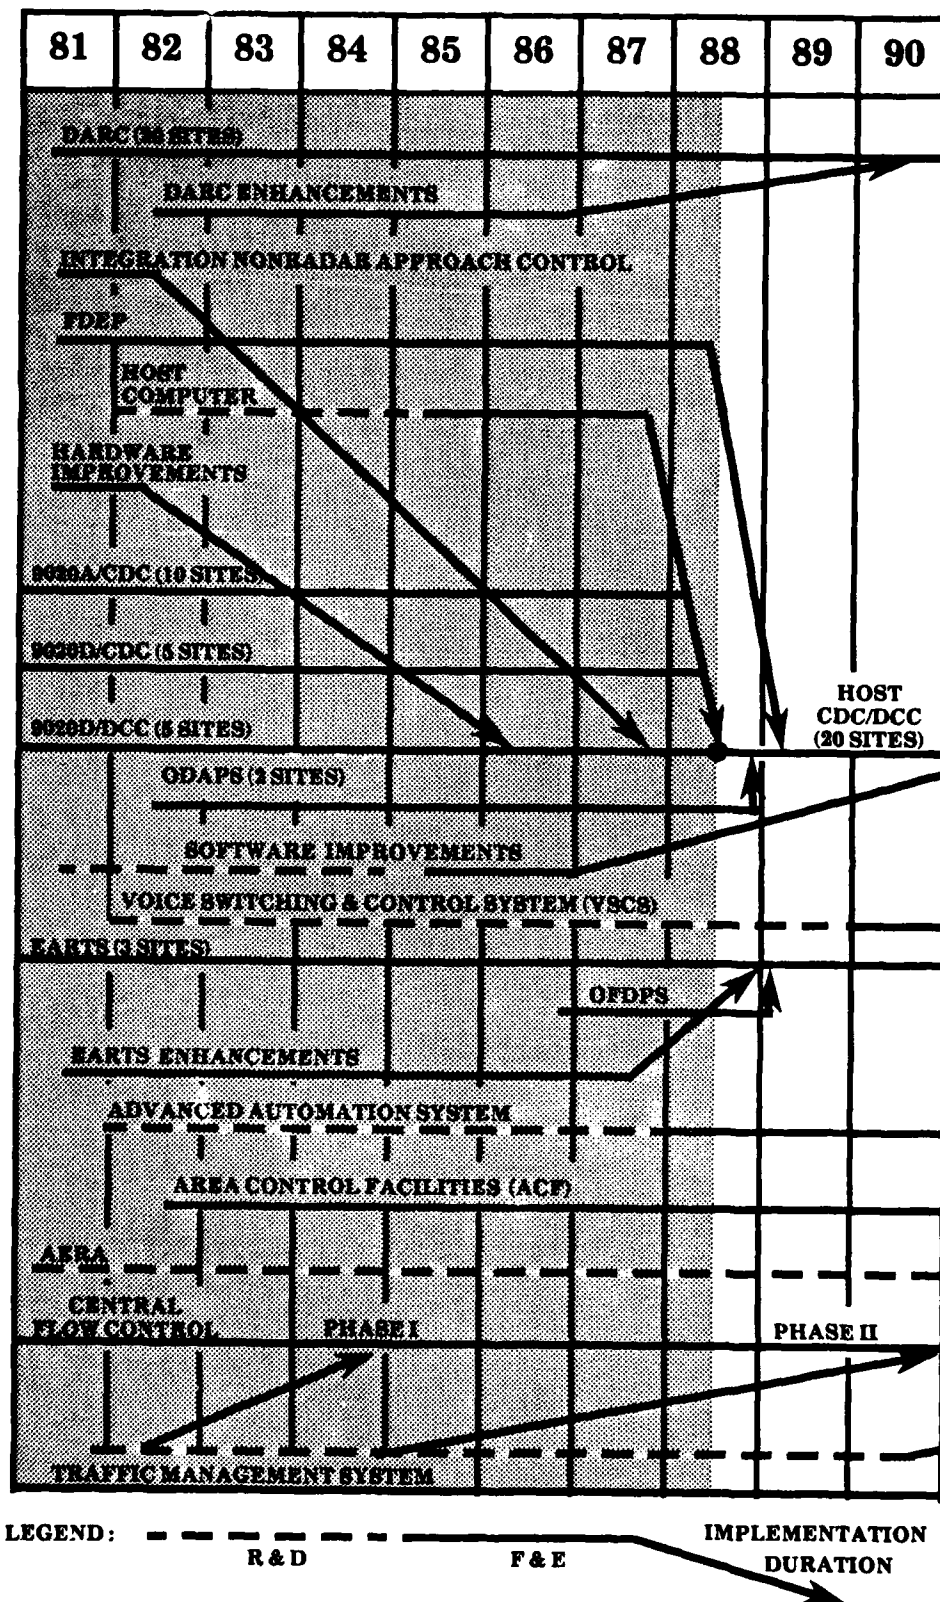 81 82 83 84 85 86 87 88 89 90
DARC (20 SITES)
DARC ENHANCEMENTS
INTEGRATION NONRADAR APPROACH CONTROL
FDEP
HOST
COMPUTER
HARDWARE
IMPROVEMENTS
9020A/CDC (10 SITES)
9020D/CDC (5 SITES)
HOST
CDC/DCC
(20 SITES)
9020D/DCC (5 SITES)
ODAPS (2 SITES)
SOFTWARE IMPROVEMENTS
VOICE SWITCHING & CONTROL SYSTEM (VSCS)
EARTS (3 SITES)
OFDPS
EARTS ENHANCEMENTS
ADVANCED AUTOMATION SYSTEM
AREA CONTROL FACILITIES (ACF)
AERA
CENTRAL
FLOW CONTROL
PHASE I
PHASE II
TRAFFIC MANAGEMENT SYSTEM
LEGEND:
R & D
F & E
IMPLEMENTATION
DURATION